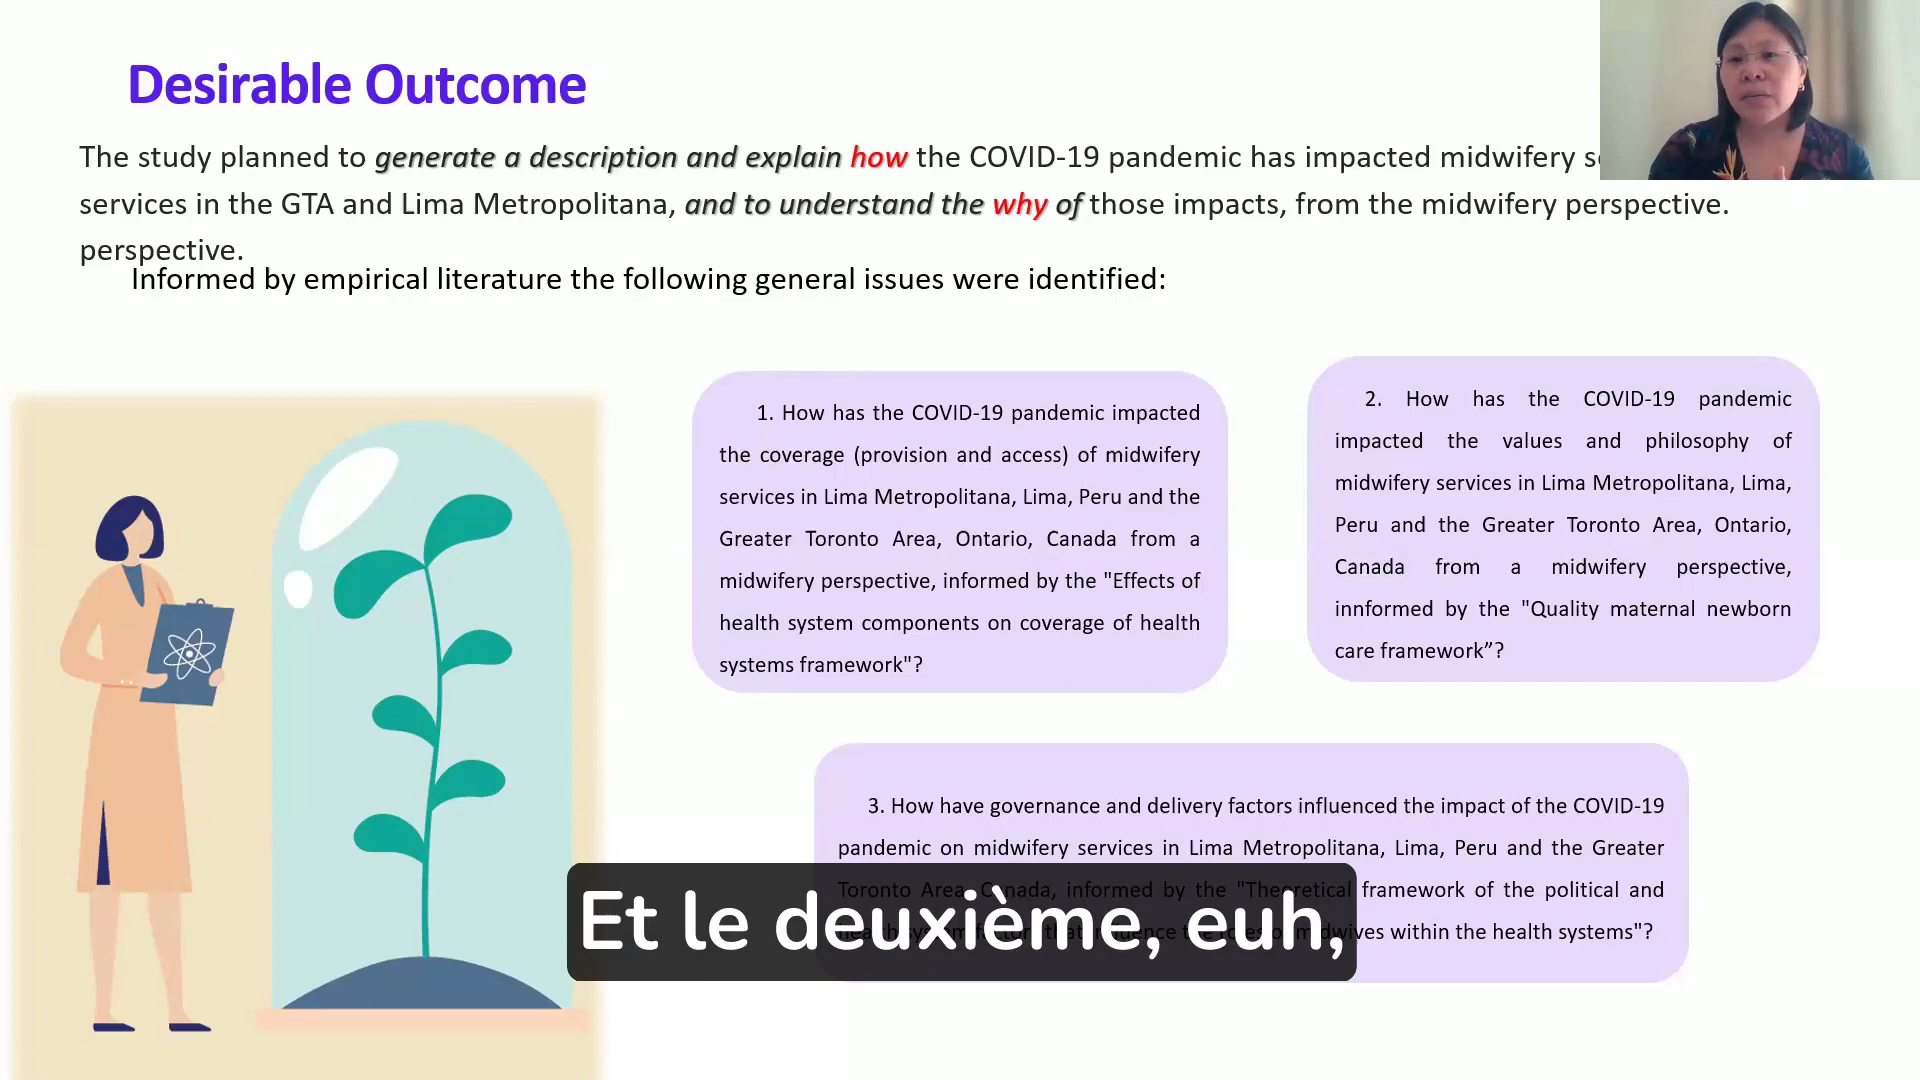 Desirable Outcome
The study planned to generate a description and explain how the COVID-19 pandemic has impacted midwifery
services in the GTA and Lima Metropolitana, and to understand the why of those impacts, from the midwifery perspective.
perspective.
Informed by empirical literature the following general issues were identified:
1. How has the COVID-19 pandemic impacted
the coverage (provision and access) of midwifery
services in Lima Metropolitana, Lima, Peru and the
Greater Toronto Area, Ontario, Canada from a
midwifery perspective, informed by the "Effects of
health system components on coverage of health
systems framework"?
2. How has the COVID-19 pandemic
impacted the values and philosophy of
midwifery services in Lima Metropolitana, Lima,
Peru and the Greater Toronto Area, Ontario,
Canada from a midwifery perspective,
innformed by the "Quality maternal newborn
care framework”?
3. How have governance and delivery factors influenced the impact of the COVID-19
pandemic on midwifery services in Lima Metropolitana, Lima, Peru and the Greater
Toronto Area, Canada, informed by the "Theoretical framework of the political and
health system factors that influence the roles of midwives within the health systems"?
Et le deuxième, euh,